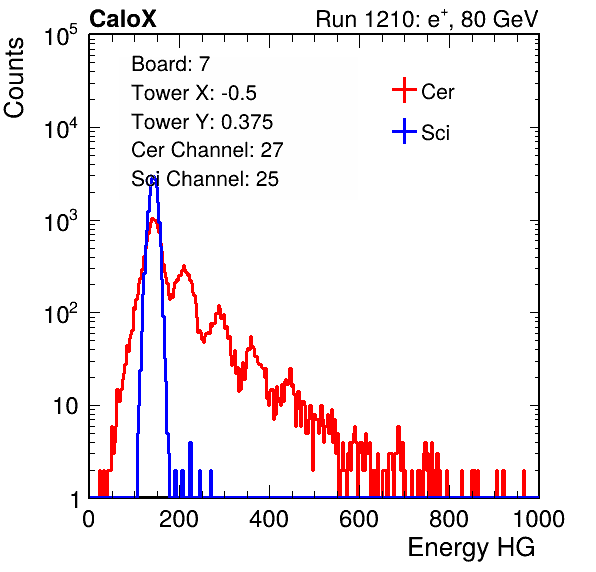 CaloX Run 1210: e⁺, 80 GeV
Counts
Board: 7
Tower X: -0.5
Tower Y: 0.375
Cer Channel: 27
Sci Channel: 25
Cer
Sci
10⁵
10⁴
10³
10²
10
1
0 200 400 600 800 1000
Energy HG